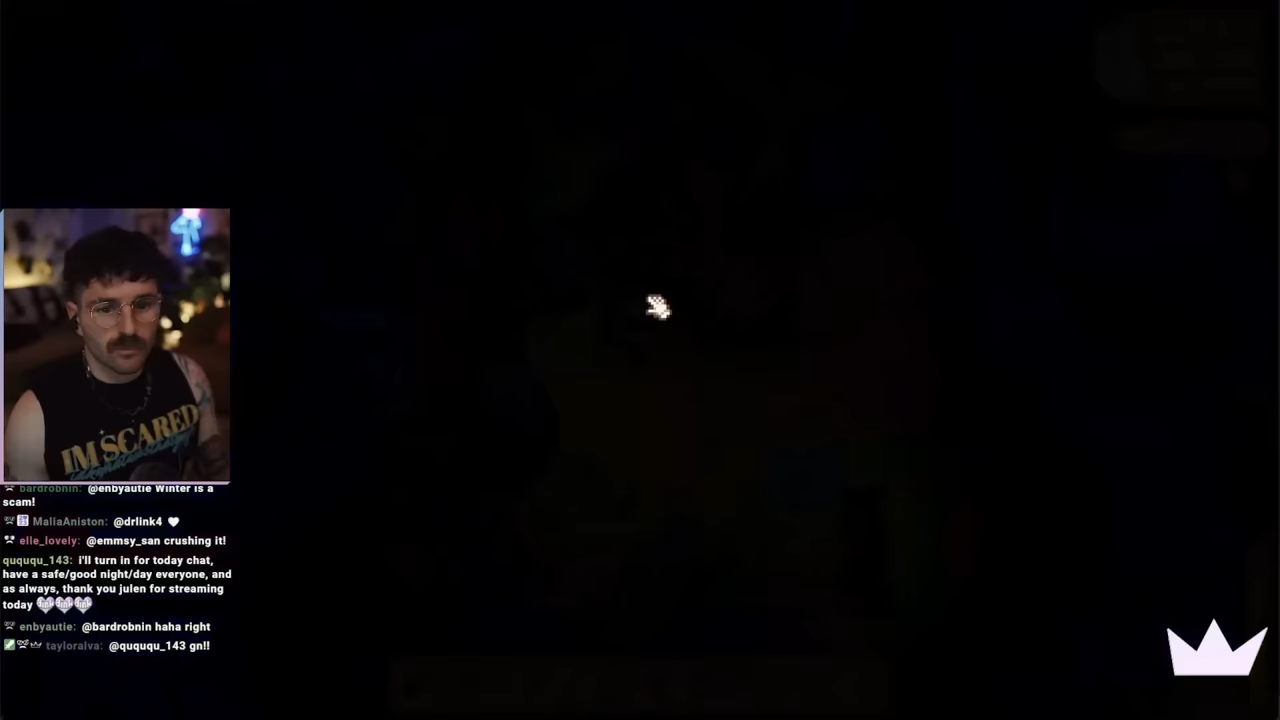 IM SCARED
bardrobnin: @enbyautie Winter is a
scam!
MaliaAniston: @drlink4
elle_lovely: @emmsy_san crushing it!
quququ_143: i'll turn in for today chat,
have a safe/good night/day everyone, and
as always, thank you julen for streaming
today
enbyautie: @bardrobnin haha right
tayloralva: @quququ_143 gn!!